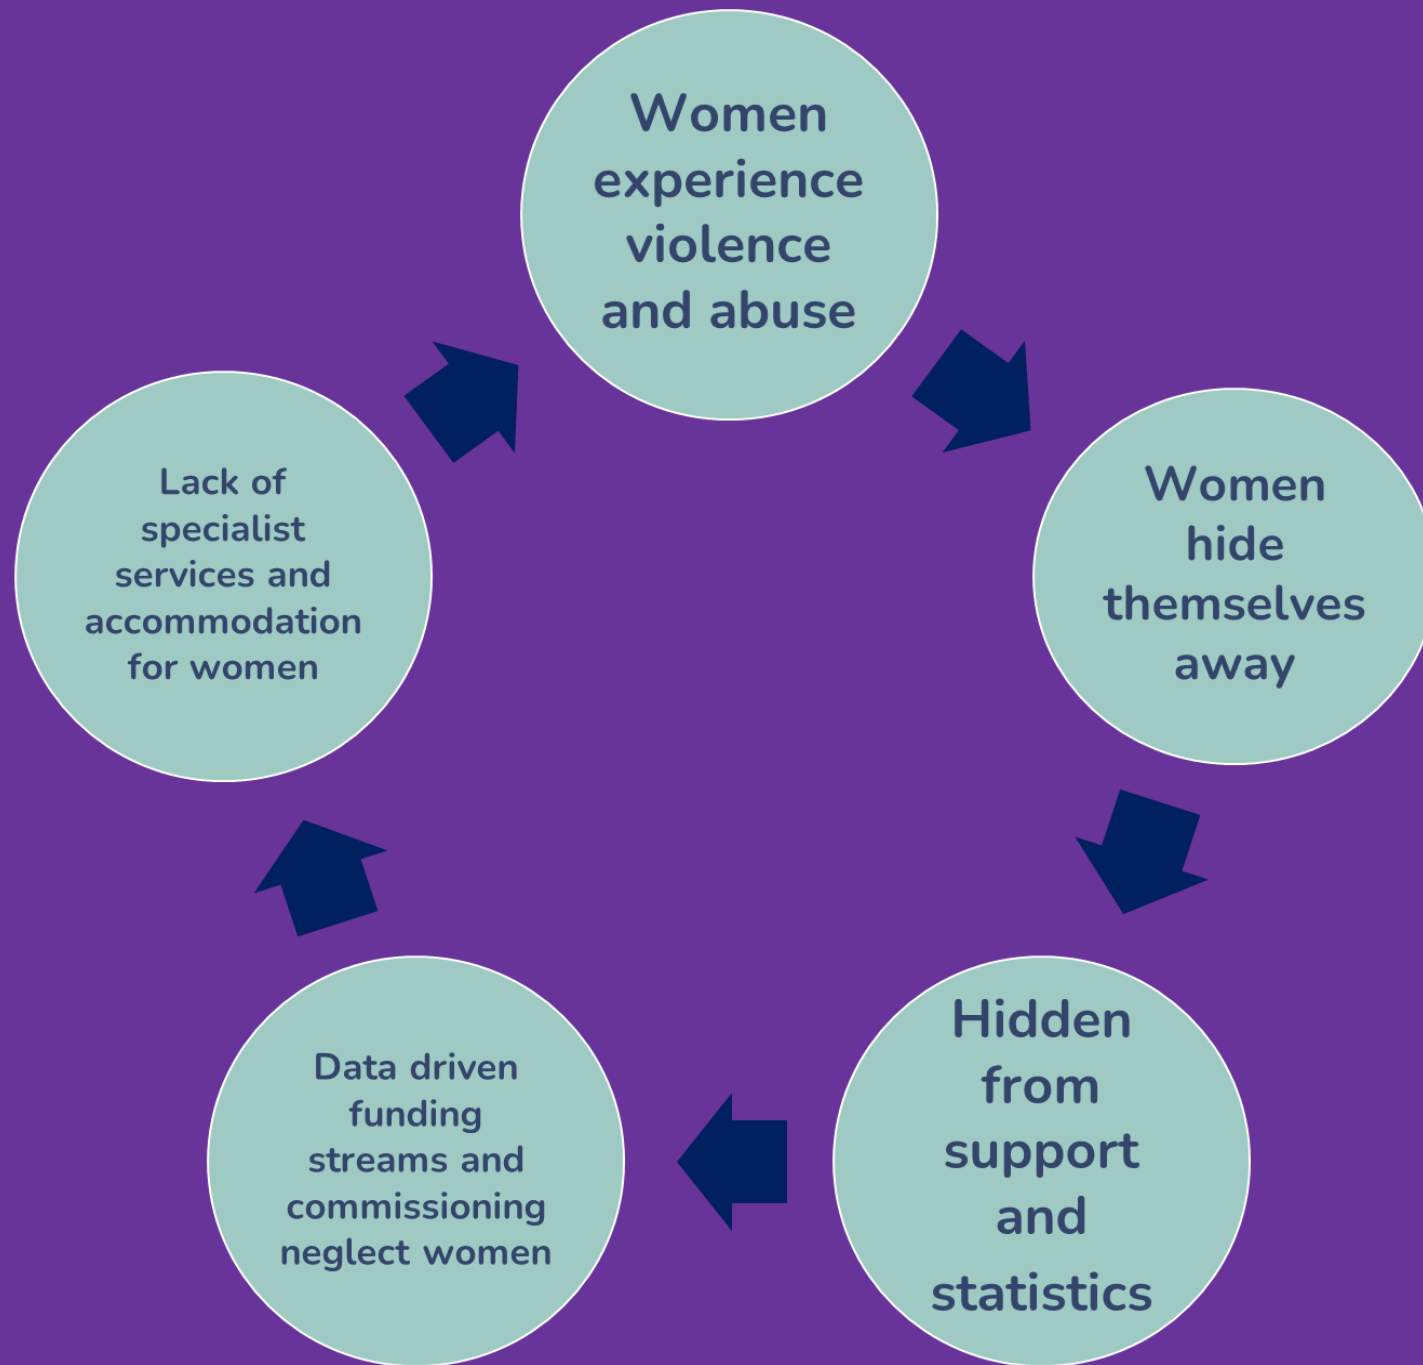 Women
experience
violence
and abuse
Women
hide
themselves
away
Hidden
from
support
and
statistics
Data driven
funding
streams and
commissioning
neglect women
Lack of
specialist
services and
accommodation
for women